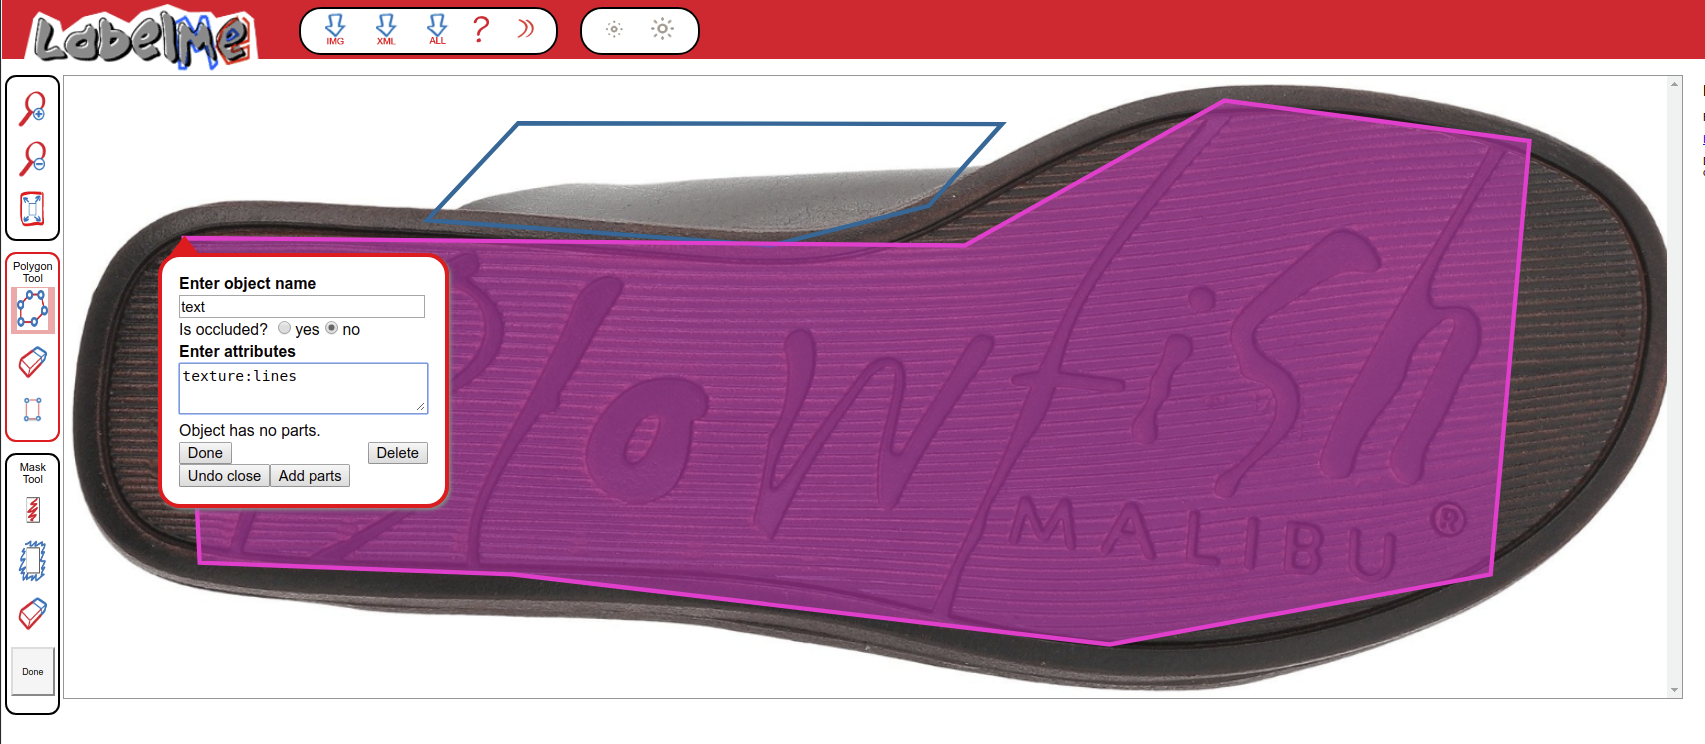 LabelMe
IMG
XML
ALL
?
Polygon
Tool
Mask
Tool
Done
Enter object name
text
Is occluded? yes no
Enter attributes
texture:lines
Object has no parts.
Done
Delete
Undo close
Add parts
Blowfish
MALIBU ®